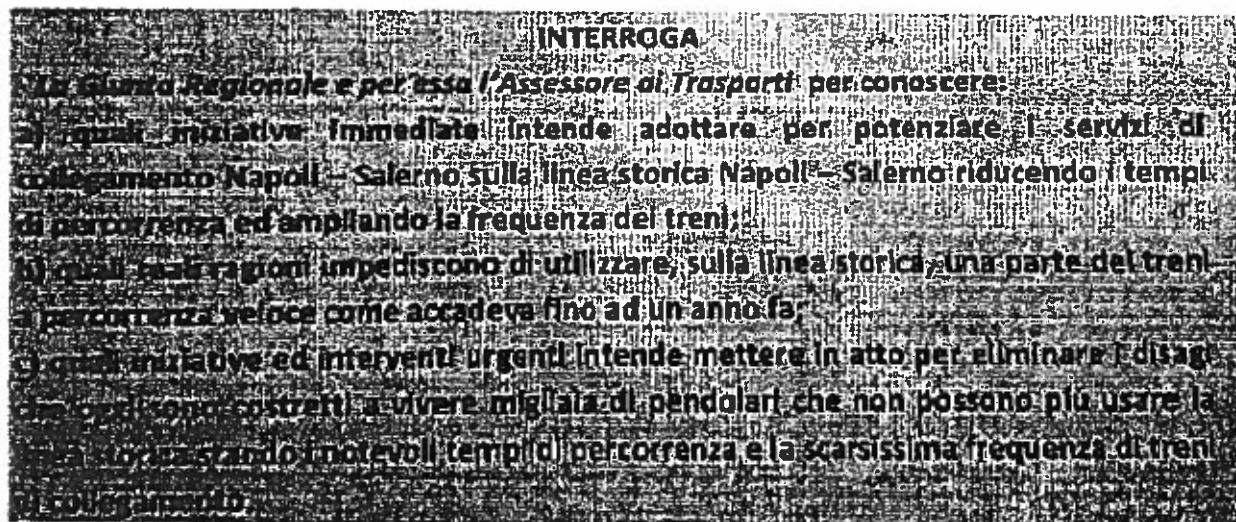 INTERROGA
La Giunta Regionale e per essa l'Assessore ai Trasporti per conoscere:
a) quali iniziative immediate intende adottare per potenziare i servizi di
collegamento Napoli – Salerno sulla linea storica Napoli – Salerno riducendo i tempi
di percorrenza ed ampliando la frequenza dei treni;
b) quali reali ragioni impediscono di utilizzare, sulla linea storica, una parte dei treni
a percorrenza veloce come accadeva fino ad un anno fa;
c) quali iniziative ed interventi urgenti intende mettere in atto per eliminare i disagi
che oggi sono costretti a vivere migliaia di pendolari che non possono più usare la
storica stando i notevoli tempi di percorrenza e la scarsissima frequenza di treni
di collegamento.